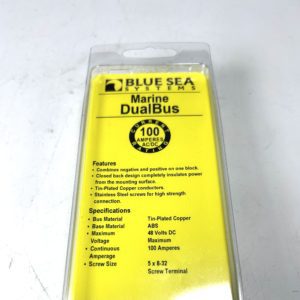 BLUE SEA
SYSTEMS
Marine
DualBus
CURRENT
100
AMPERES
AC/DC
RATING
Features
• Combines negative and positive on one block.
• Closed back design completely insulates power
from the mounting surface.
• Tin-Plated Copper conductors.
• Stainless Steel screws for high strength
connection.
Specifications
• Bus Material Tin-Plated Copper
• Base Material ABS
• Maximum 48 Volts DC
Voltage Maximum
• Continuous 100 Amperes
Amperage
• Screw Size 5 x 8-32
Screw Terminal